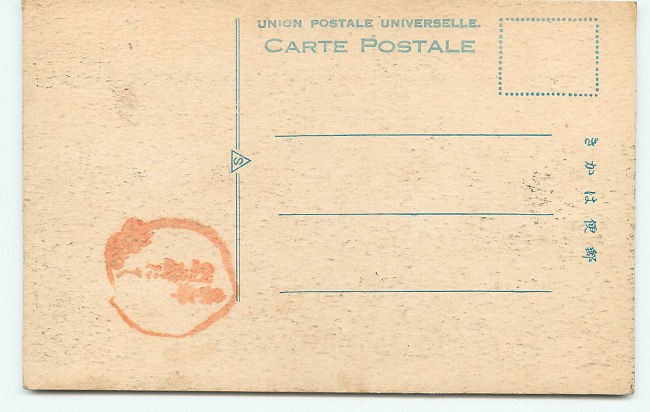 UNION POSTALE UNIVERSELLE.
CARTE POSTALE
S
郵便はかき